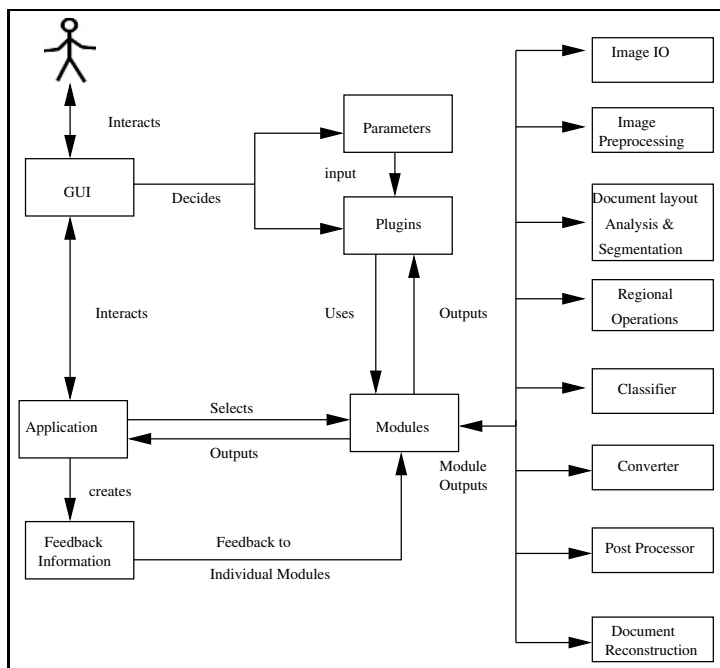 Interacts
GUI
Decides
Parameters
input
Plugins
Interacts
Uses
Outputs
Application
Selects
Outputs
Modules
Module
Outputs
creates
Feedback
Information
Feedback to
Individual Modules
Image IO
Image
Preprocessing
Document layout
Analysis &
Segmentation
Regional
Operations
Classifier
Converter
Post Processor
Document
Reconstruction